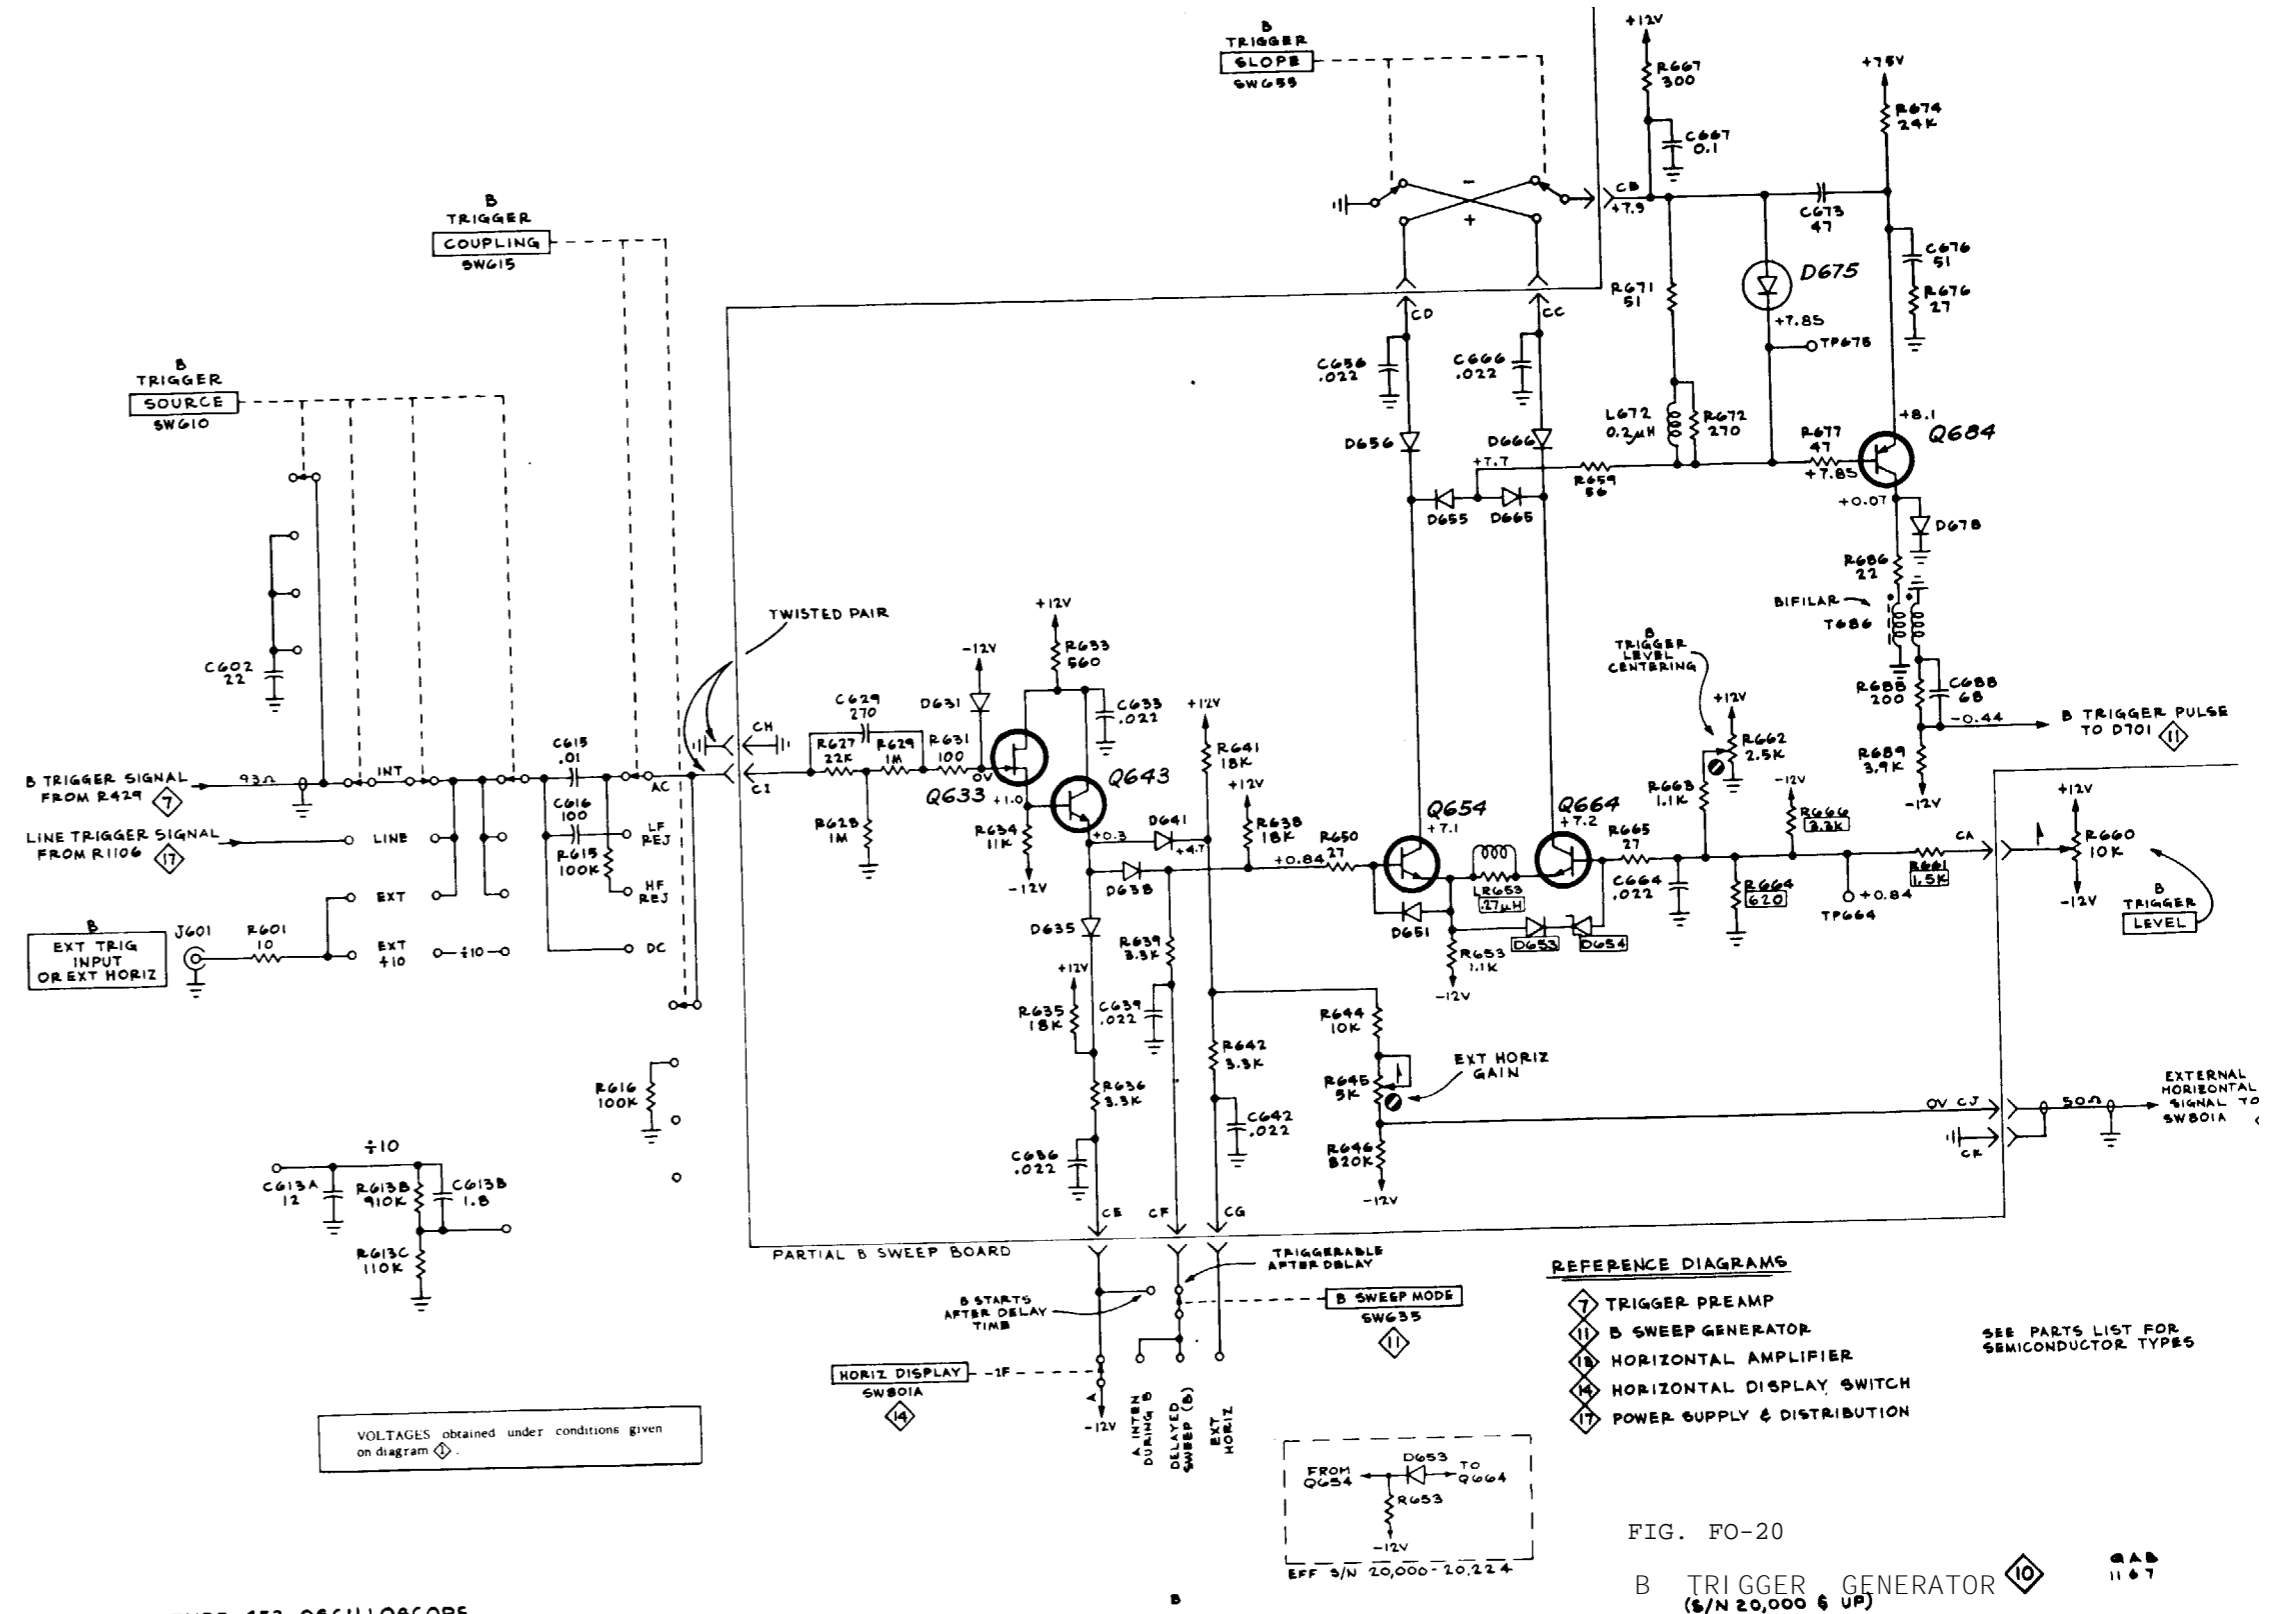 B
TRIGGER
SLOPE
SW655
+12V
R667
300
C667
0.1
+75V
R674
24K
-
+
CB
+7.9
C673
47
C676
51
R676
27
D675
+7.85
TP675
R671
51
CD
CC
C656
.022
C666
.022
L672
0.2µH
R672
270
D656
D666
+7.7
R659
56
R677
47
+7.85
+8.1
Q684
+0.07
D655
D665
D678
R686
22
BIFILAR
T686
R688
200
C688
68
-0.44
B TRIGGER PULSE
TO D701 11
R689
3.9K
-12V
B
TRIGGER
COUPLING
SW615
B
TRIGGER
SOURCE
SW610
C602
22
TWISTED PAIR
B TRIGGER SIGNAL
FROM R429 7
93Ω
INT
LINE TRIGGER SIGNAL
FROM R1106 17
LINE
EXT
EXT
÷10
÷10
B
EXT TRIG
INPUT
OR EXT HORIZ
J601
R601
10
C615
.01
C616
100
R615
100K
AC
LF
REJ
HF
REJ
DC
R616
100K
÷10
C613A
12
R613B
910K
C613B
1.8
R613C
110K
CH
CI
C629
270
R627
22K
R629
1M
R631
100
R628
1M
-12V
D631
0V
+12V
R633
560
C633
.022
Q633
+1.0
Q643
R634
11K
-12V
+0.3
D641
+4.7
D638
D635
+12V
R641
18K
+12V
R638
18K
+0.84
R650
27
Q654
+7.1
Q664
+7.2
R665
27
LR653
.27µH
D651
D653
D654
R653
1.1K
-12V
C664
.022
R664
620
B
TRIGGER
LEVEL
CENTERING
+12V
R662
2.5K
R663
1.1K
-12V
R666
3.3K
+0.84
TP664
R661
1.5K
CA
+12V
R660
10K
-12V
B
TRIGGER
LEVEL
R639
3.3K
C639
.022
+12V
R635
18K
R636
3.3K
C636
.022
R642
3.3K
C642
.022
R644
10K
R645
5K
EXT HORIZ
GAIN
R646
820K
-12V
0V CJ
CK
50Ω
EXTERNAL
HORIZONTAL
SIGNAL TO
SW801A
CE
CF
CG
PARTIAL B SWEEP BOARD
TRIGGERABLE
AFTER DELAY
B STARTS
AFTER DELAY
TIME
B SWEEP MODE
SW635
11
HORIZ DISPLAY
-1F
SW801A
14
A
-12V
A INTEN
DURING B
DELAYED
SWEEP (B)
EXT
HORIZ
REFERENCE DIAGRAMS
7 TRIGGER PREAMP
11 B SWEEP GENERATOR
HORIZONTAL AMPLIFIER
14 HORIZONTAL DISPLAY SWITCH
17 POWER SUPPLY & DISTRIBUTION
SEE PARTS LIST FOR
SEMICONDUCTOR TYPES
VOLTAGES obtained under conditions given
on diagram 1 .
FROM
Q654
D653
TO
Q664
R653
-12V
EFF S/N 20,000-20,224
FIG. FO-20
B TRIGGER GENERATOR 10
(S/N 20,000 & UP)
1167
B
OSCILLOSCOPE